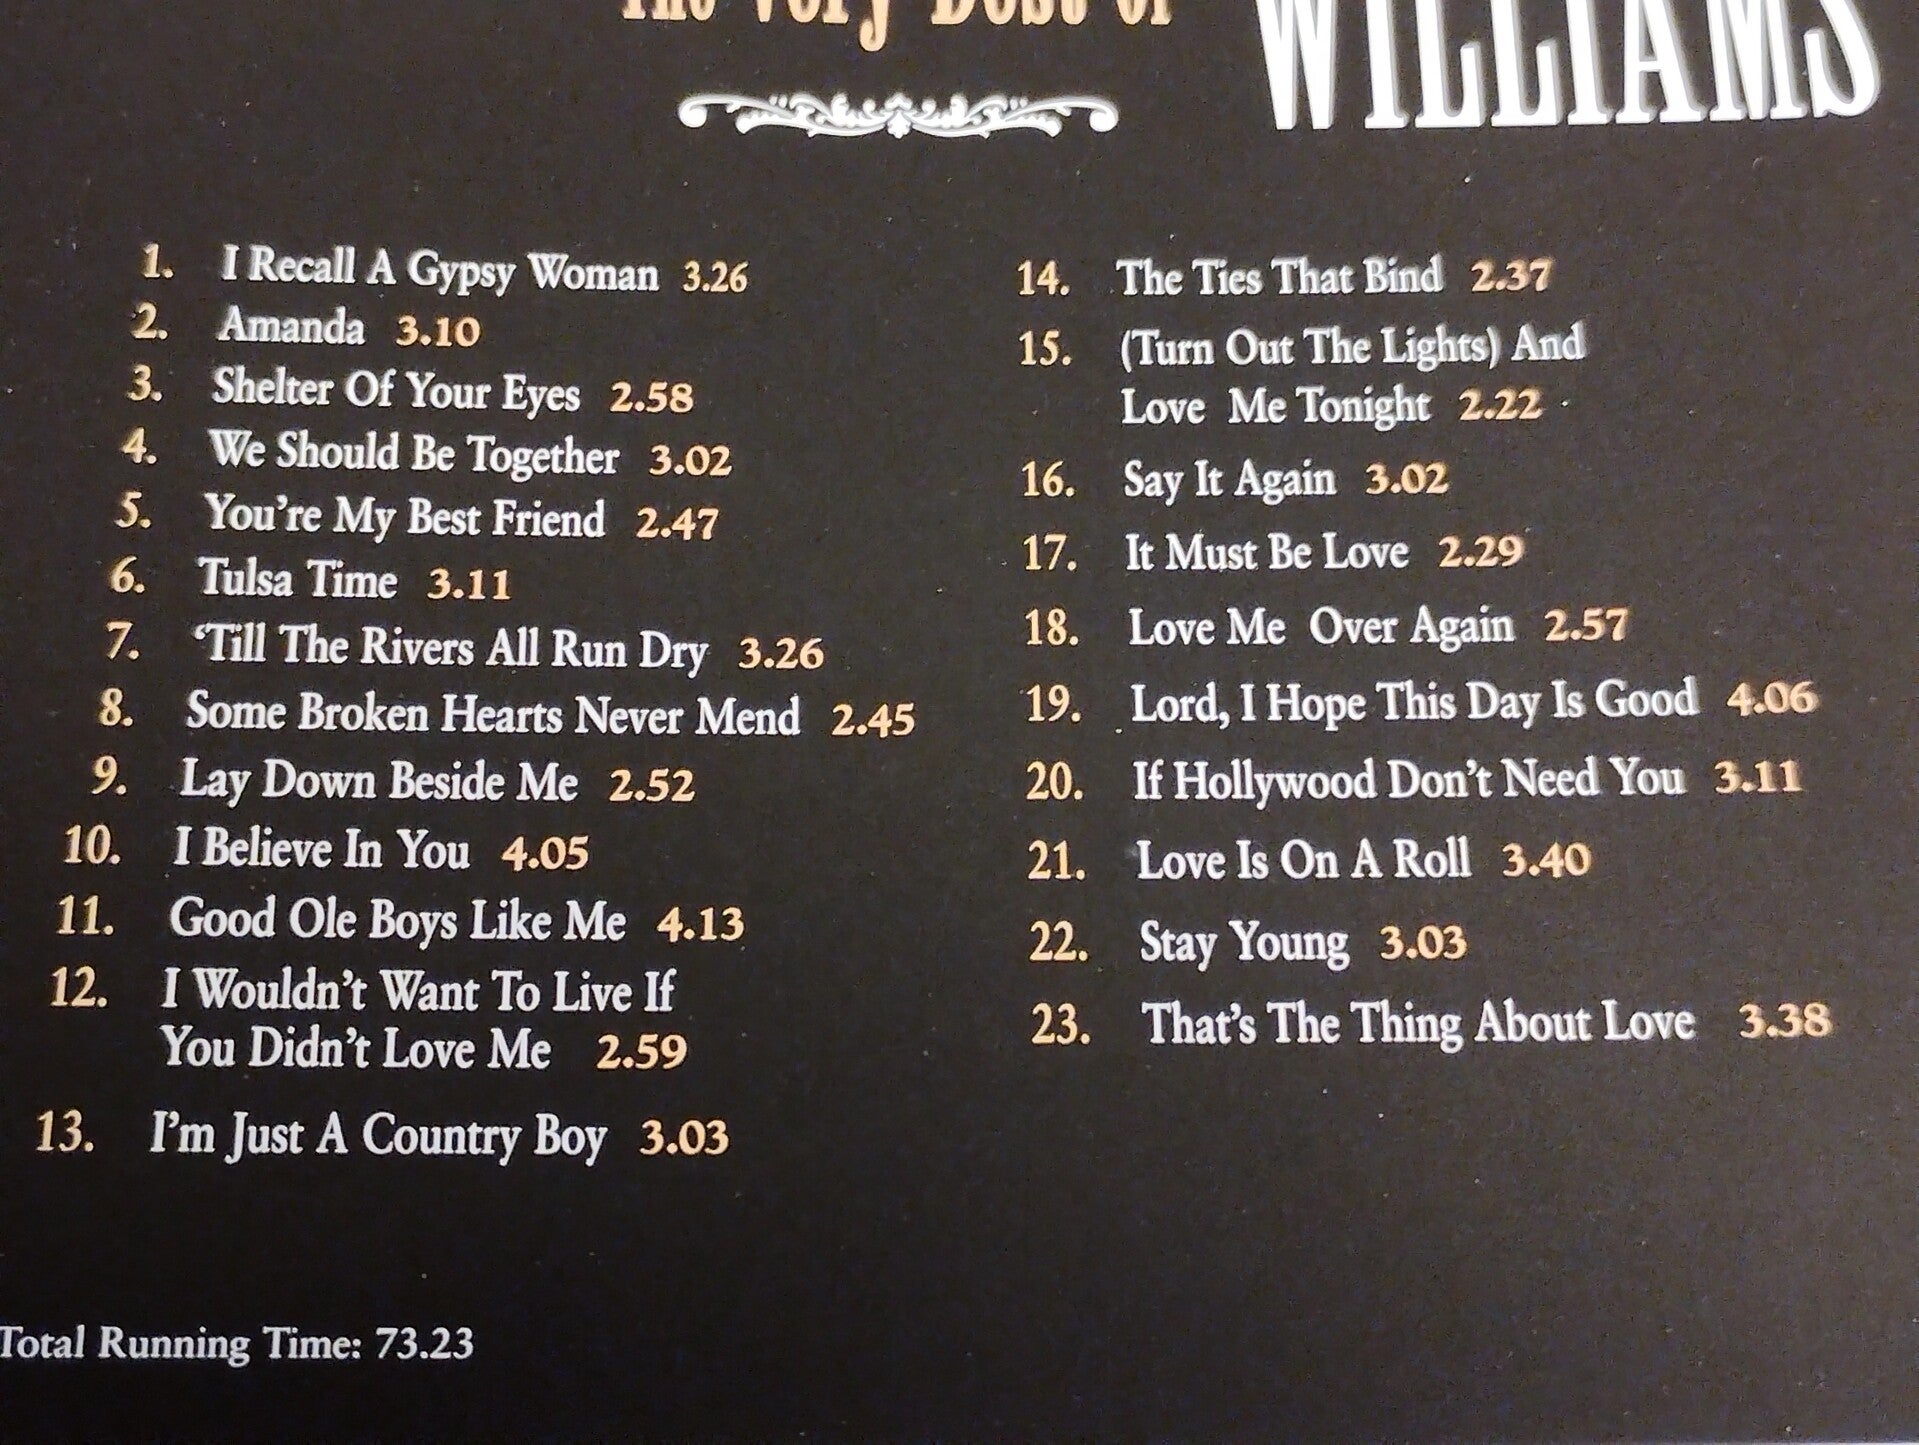 The Very Best of
WILLIAMS
1. I Recall A Gypsy Woman 3.26
2. Amanda 3.10
3. Shelter Of Your Eyes 2.58
4. We Should Be Together 3.02
5. You're My Best Friend 2.47
6. Tulsa Time 3.11
7. ‘Till The Rivers All Run Dry 3.26
8. Some Broken Hearts Never Mend 2.45
9. Lay Down Beside Me 2.52
10. I Believe In You 4.05
11. Good Ole Boys Like Me 4.13
12. I Wouldn't Want To Live If
You Didn't Love Me 2.59
13. I'm Just A Country Boy 3.03
14. The Ties That Bind 2.37
15. (Turn Out The Lights) And
Love Me Tonight 2.22
16. Say It Again 3.02
17. It Must Be Love 2.29
18. Love Me Over Again 2.57
19. Lord, I Hope This Day Is Good 4.06
20. If Hollywood Don't Need You 3.11
21. Love Is On A Roll 3.40
22. Stay Young 3.03
23. That's The Thing About Love 3.38
Total Running Time: 73.23